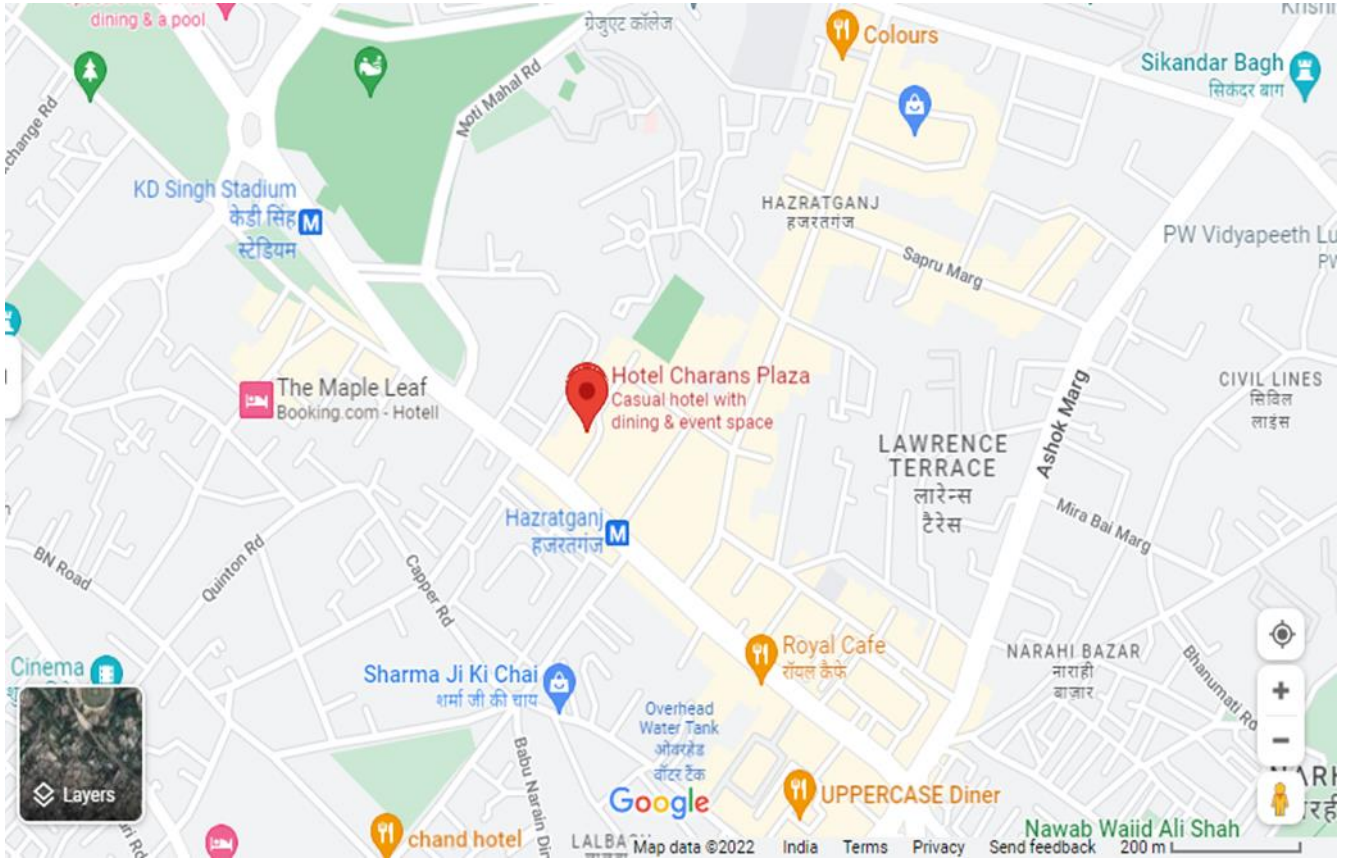 dining & a pool
ग्रेजुएट कॉलेज
Colours
Sikandar Bagh
सिकंदर बाग
Moti Mahal Rd
KD Singh Stadium
केडी सिंह
स्टेडियम
M
HAZRATGANJ
हजरतगंज
Sapru Marg
PW Vidyapeeth Lu
PW
Hotel Charans Plaza
Casual hotel with
dining & event space
The Maple Leaf
Booking.com - Hotell
CIVIL LINES
सिविल
लाइंस
Ashok Marg
LAWRENCE
TERRACE
लारेन्स
टैरेस
Mira Bai Marg
Hazratganj
हजरतगंज
M
BN Road
Quinton Rd
Capper Rd
Royal Cafe
रॉयल कैफे
NARAHI BAZAR
नाराही
बाज़ार
Bhanumati Rd
Cinema
Sharma Ji Ki Chai
शर्मा जी की चाय
Overhead
Water Tank
ओवरहेड
वॉटर टैंक
Babu Narain Dir
Layers
Google
UPPERCASE Diner
chand hotel
Nawab Wajid Ali Shah
Map data ©2022 India Terms Privacy Send feedback 200 m